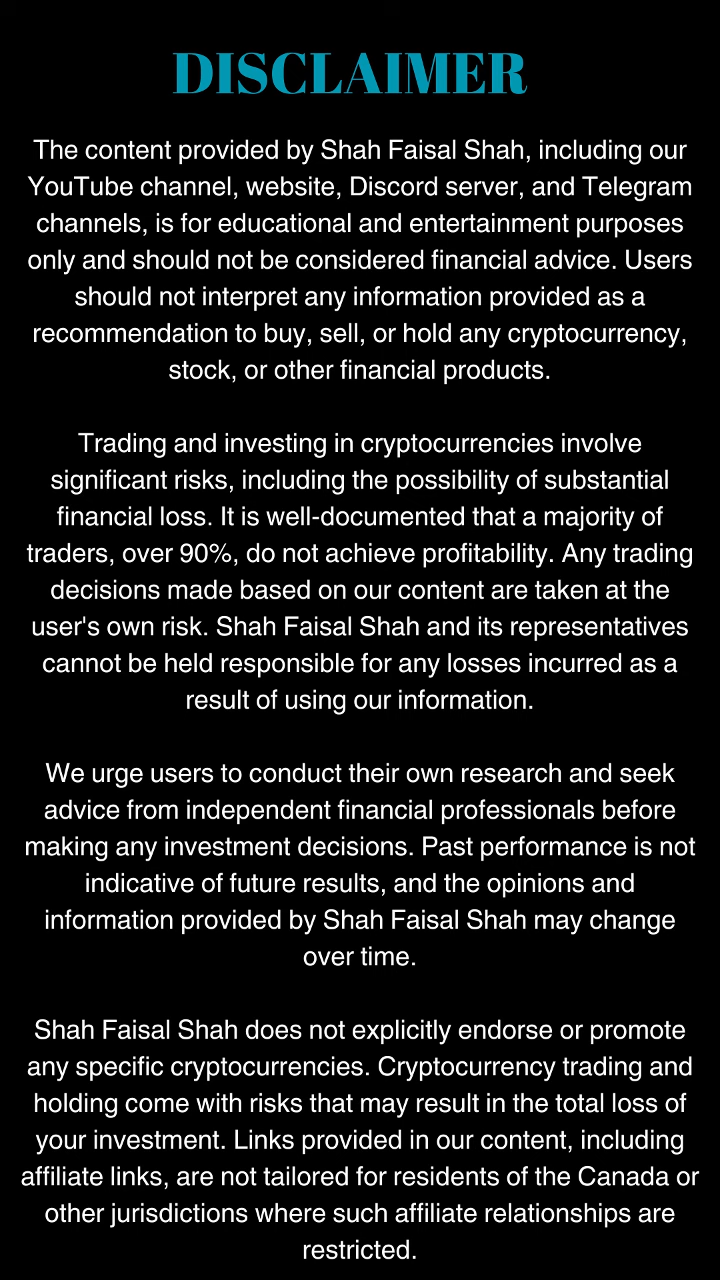 DISCLAIMER
The content provided by Shah Faisal Shah, including our
YouTube channel, website, Discord server, and Telegram
channels, is for educational and entertainment purposes
only and should not be considered financial advice. Users
should not interpret any information provided as a
recommendation to buy, sell, or hold any cryptocurrency,
stock, or other financial products.
Trading and investing in cryptocurrencies involve
significant risks, including the possibility of substantial
financial loss. It is well-documented that a majority of
traders, over 90%, do not achieve profitability. Any trading
decisions made based on our content are taken at the
user's own risk. Shah Faisal Shah and its representatives
cannot be held responsible for any losses incurred as a
result of using our information.
We urge users to conduct their own research and seek
advice from independent financial professionals before
making any investment decisions. Past performance is not
indicative of future results, and the opinions and
information provided by Shah Faisal Shah may change
over time.
Shah Faisal Shah does not explicitly endorse or promote
any specific cryptocurrencies. Cryptocurrency trading and
holding come with risks that may result in the total loss of
your investment. Links provided in our content, including
affiliate links, are not tailored for residents of the Canada or
other jurisdictions where such affiliate relationships are
restricted.